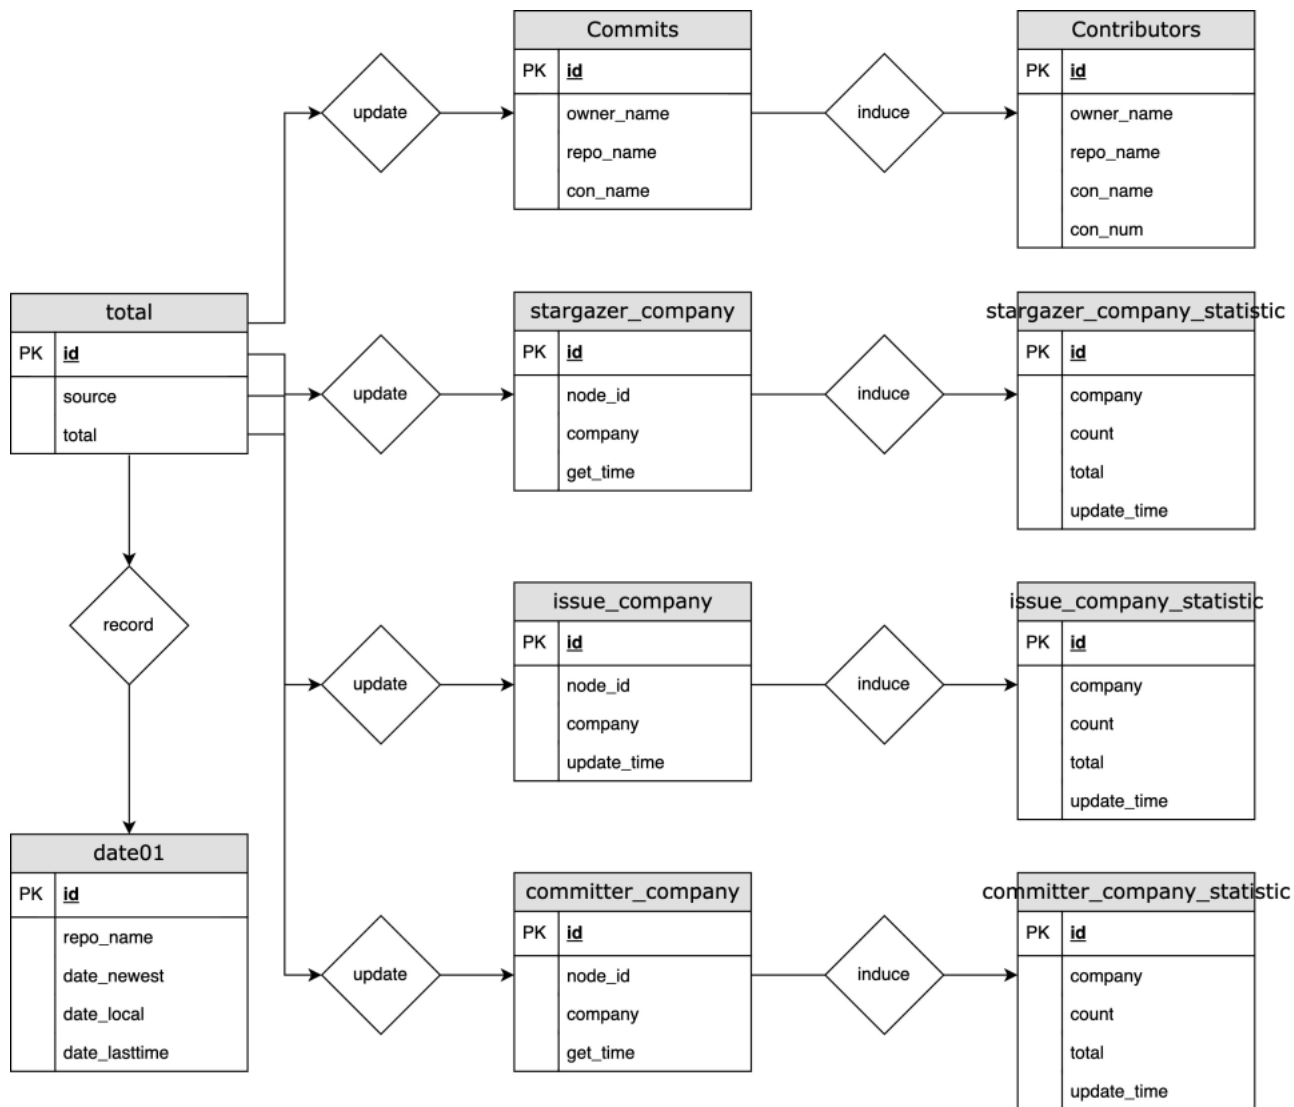 Commits
PK id
owner_name
repo_name
con_name
update
induce
Contributors
PK id
owner_name
repo_name
con_name
con_num
total
PK id
source
total
update
stargazer_company
PK id
node_id
company
get_time
induce
stargazer_company_statistic
PK id
company
count
total
update_time
record
update
issue_company
PK id
node_id
company
update_time
induce
issue_company_statistic
PK id
company
count
total
update_time
date01
PK id
repo_name
date_newest
date_local
date_lasttime
update
committer_company
PK id
node_id
company
get_time
induce
committer_company_statistic
PK id
company
count
total
update_time